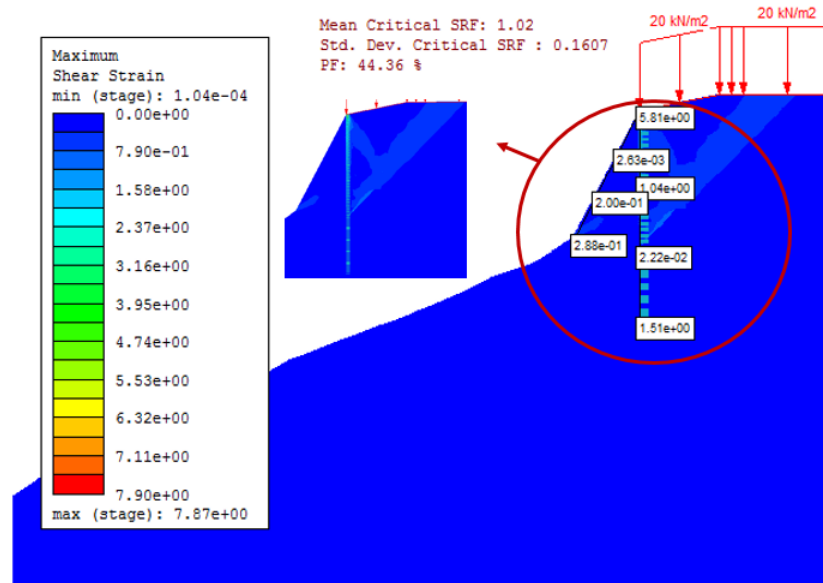 Mean Critical SRF: 1.02
Std. Dev. Critical SRF : 0.1607
PF: 44.36 %
20 kN/m2
20 kN/m2
Maximum
Shear Strain
min (stage): 1.04e-04
0.00e+00
7.90e-01
1.58e+00
2.37e+00
3.16e+00
3.95e+00
4.74e+00
5.53e+00
6.32e+00
7.11e+00
7.90e+00
max (stage): 7.87e+00
5.81e+00
2.63e-03
1.04e+00
2.00e-01
2.88e-01
2.22e-02
1.51e+00